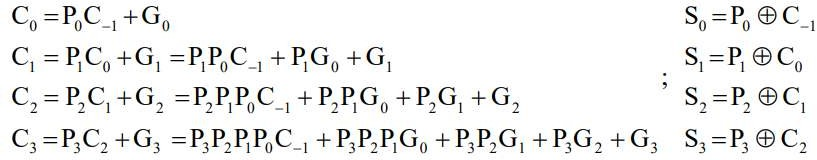 C₀ =P₀C₋₁ +G₀ S₀ =P₀ ⊕ C₋₁
C₁ = P₁C₀ +G₁ =P₁P₀C₋₁ + P₁G₀ + G₁ ; S₁ =P₁ ⊕ C₀
C₂ = P₂C₁ +G₂ =P₂P₁P₀C₋₁ + P₂P₁G₀ + P₂G₁ + G₂ S₂ =P₂ ⊕ C₁
C₃ =P₃C₂ +G₃ =P₃P₂P₁P₀C₋₁ + P₃P₂P₁G₀ + P₃P₂G₁ + P₃G₂ + G₃ S₃ =P₃ ⊕ C₂